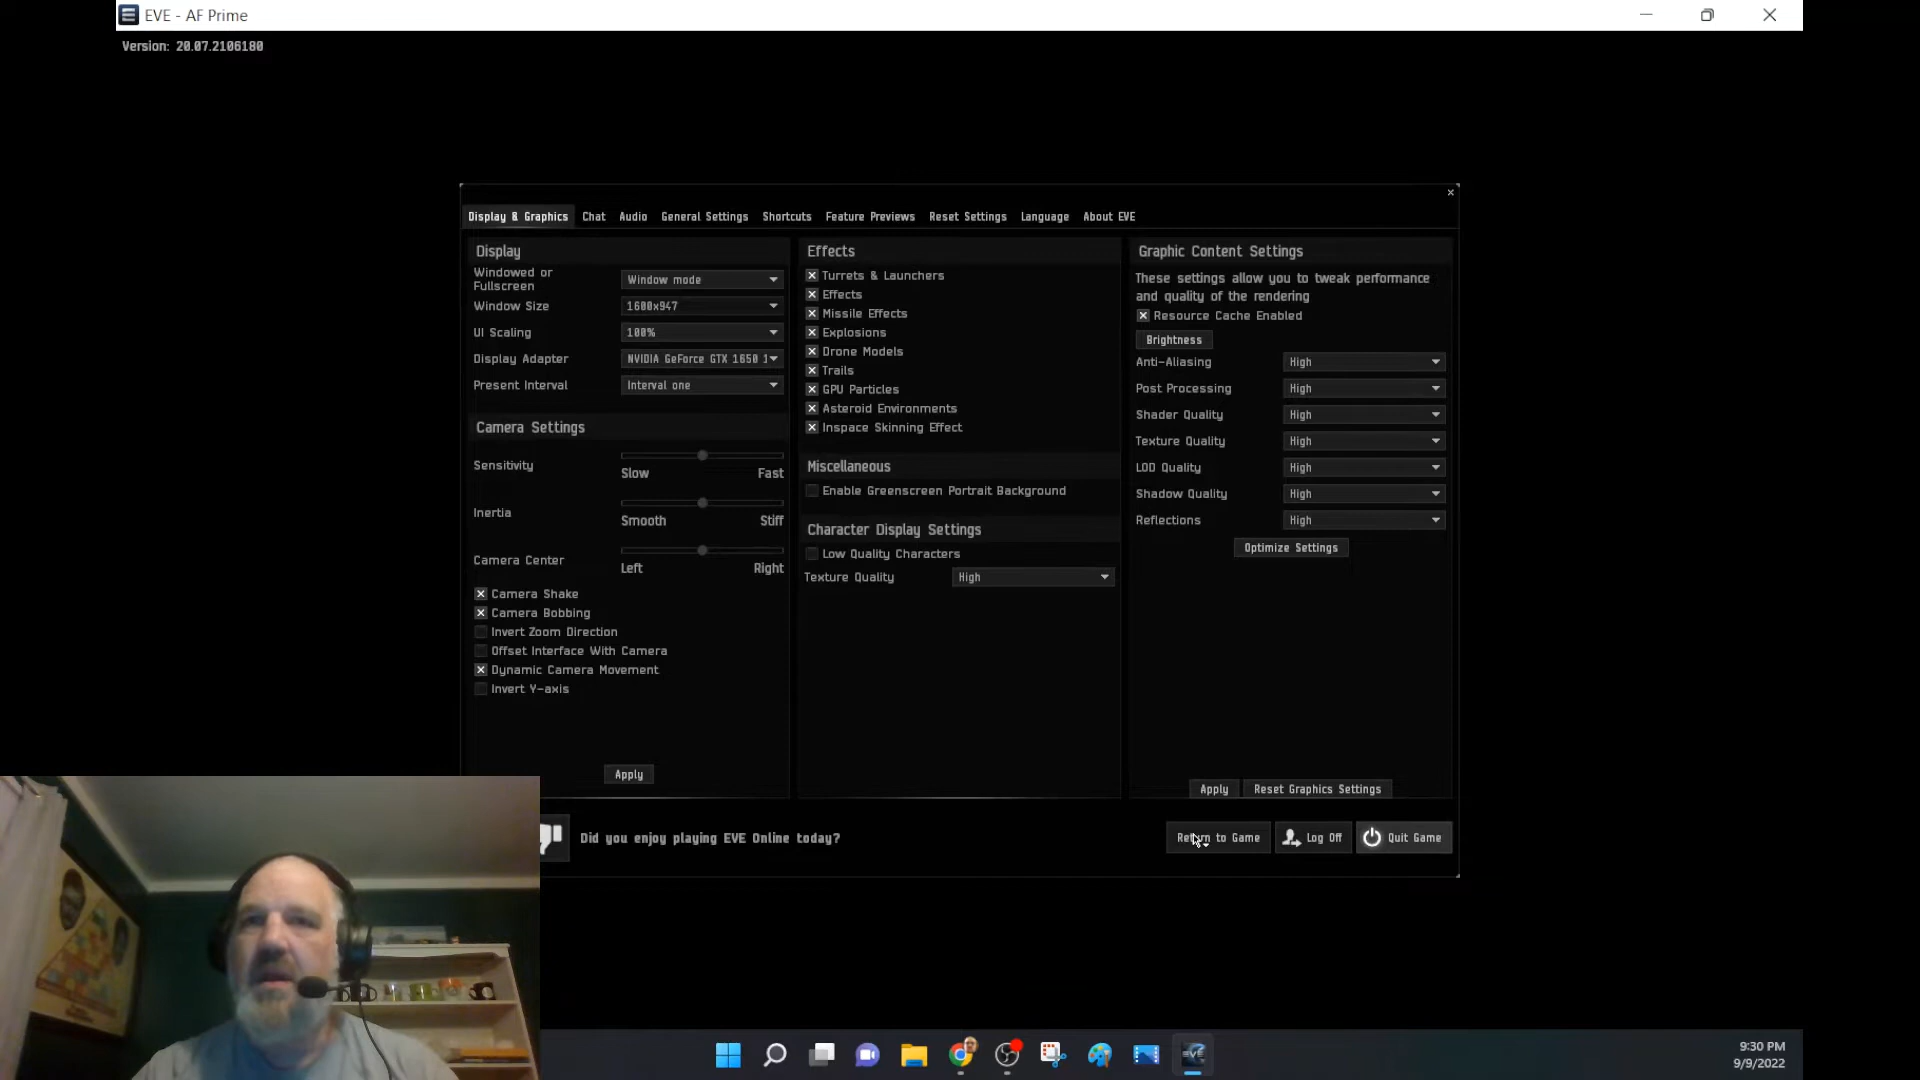 EVE - AF Prime
Version: 20.07.2106180
Display & Graphics Chat Audio General Settings Shortcuts Feature Previews Reset Settings Language About EVE
Display
Windowed or
Fullscreen
Window mode
Window Size 1600x947
UI Scaling 100%
Display Adapter NVIDIA GeForce GTX 1650 1
Present Interval Interval one
Camera Settings
Sensitivity
Slow Fast
Inertia
Smooth Stiff
Camera Center
Left Right
Camera Shake
Camera Bobbing
Invert Zoom Direction
Offset Interface With Camera
Dynamic Camera Movement
Invert Y-axis
Apply
Effects
Turrets & Launchers
Effects
Missile Effects
Explosions
Drone Models
Trails
GPU Particles
Asteroid Environments
Inspace Skinning Effect
Miscellaneous
Enable Greenscreen Portrait Background
Character Display Settings
Low Quality Characters
Texture Quality High
Graphic Content Settings
These settings allow you to tweak performance
and quality of the rendering
Resource Cache Enabled
Brightness
Anti-Aliasing High
Post Processing High
Shader Quality High
Texture Quality High
LOD Quality High
Shadow Quality High
Reflections High
Optimize Settings
Apply Reset Graphics Settings
Did you enjoy playing EVE Online today?
Return to Game Log Off Quit Game
9:30 PM
9/9/2022